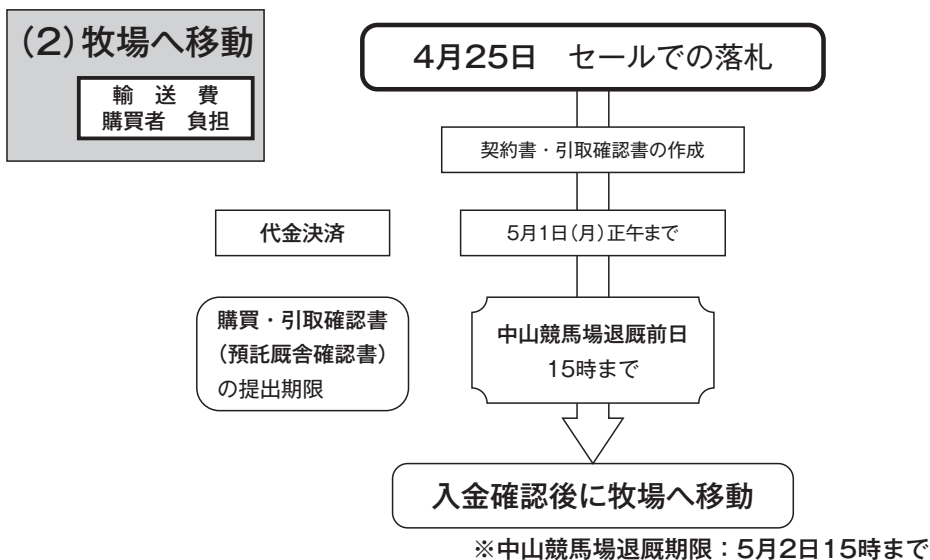 (2)牧場へ移動
輸 送 費
購買者 負担
4月25日 セールでの落札
契約書・引取確認書の作成
代金決済
5月1日(月)正午まで
購買・引取確認書
(預託厩舎確認書)
の提出期限
中山競馬場退厩前日
15時まで
入金確認後に牧場へ移動
※中山競馬場退厩期限：5月2日15時まで